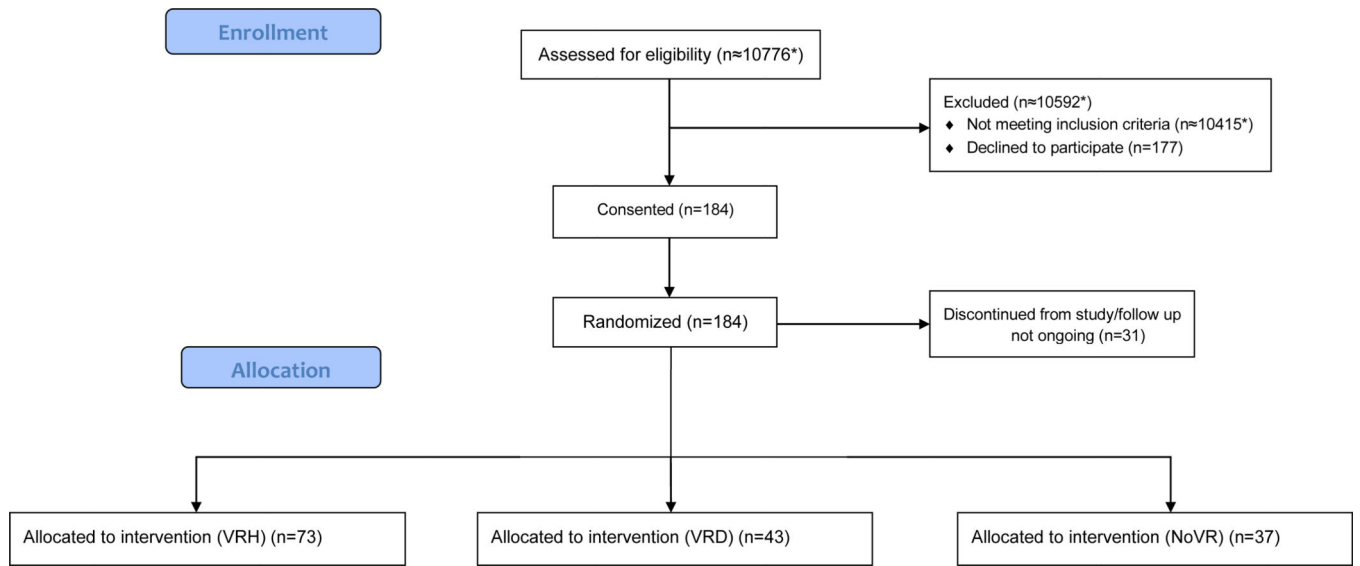 Enrollment
Assessed for eligibility (n≈10776*)
Excluded (n≈10592*)
♦ Not meeting inclusion criteria (n≈10415*)
♦ Declined to participate (n=177)
Consented (n=184)
Randomized (n=184)
Discontinued from study/follow up
not ongoing (n=31)
Allocation
Allocated to intervention (VRH) (n=73)
Allocated to intervention (VRD) (n=43)
Allocated to intervention (NoVR) (n=37)